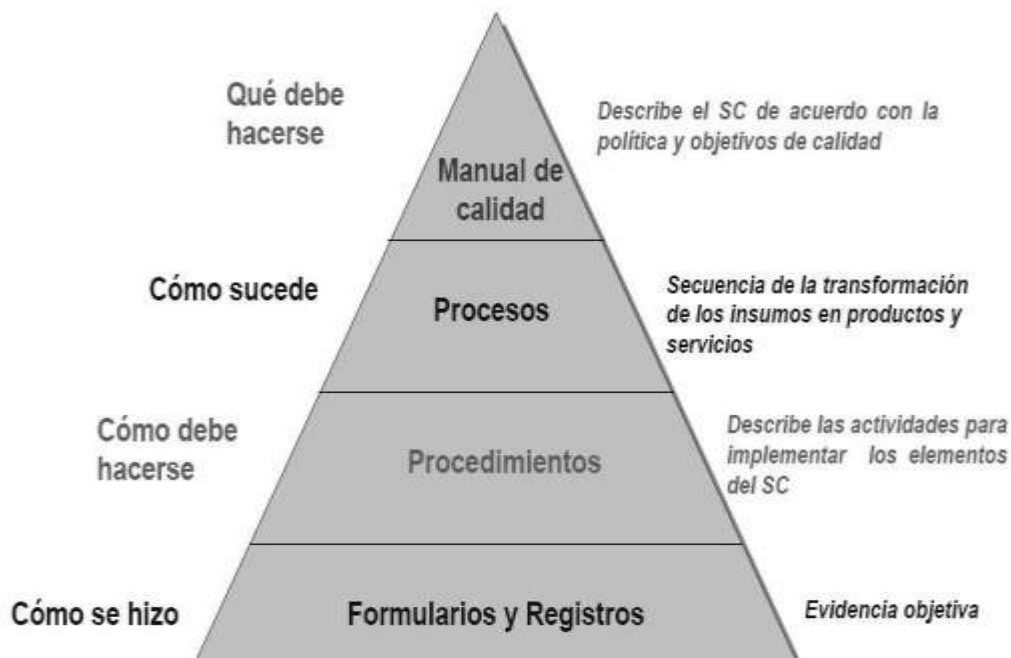 Qué debe
hacerse
Describe el SC de acuerdo con la
política y objetivos de calidad
Manual de
calidad
Cómo sucede
Procesos
Secuencia de la transformación
de los insumos en productos y
servicios
Cómo debe
hacerse
Procedimientos
Describe las actividades para
implementar los elementos
del SC
Cómo se hizo
Formularios y Registros
Evidencia objetiva